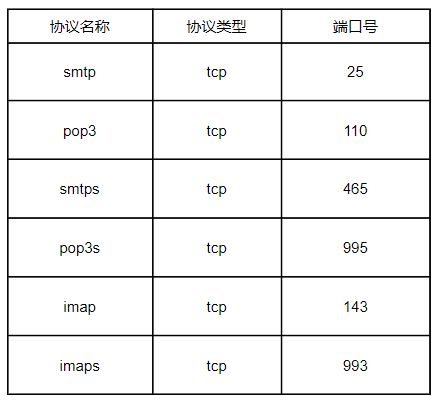 协议名称 协议类型 端口号
smtp tcp 25
pop3 tcp 110
smtps tcp 465
pop3s tcp 995
imap tcp 143
imaps tcp 993